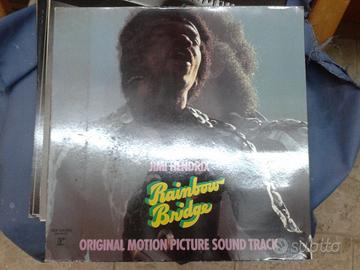 JIMI HENDRIX
Rainbow
Bridge
ORIGINAL MOTION PICTURE SOUND TRACK
subito